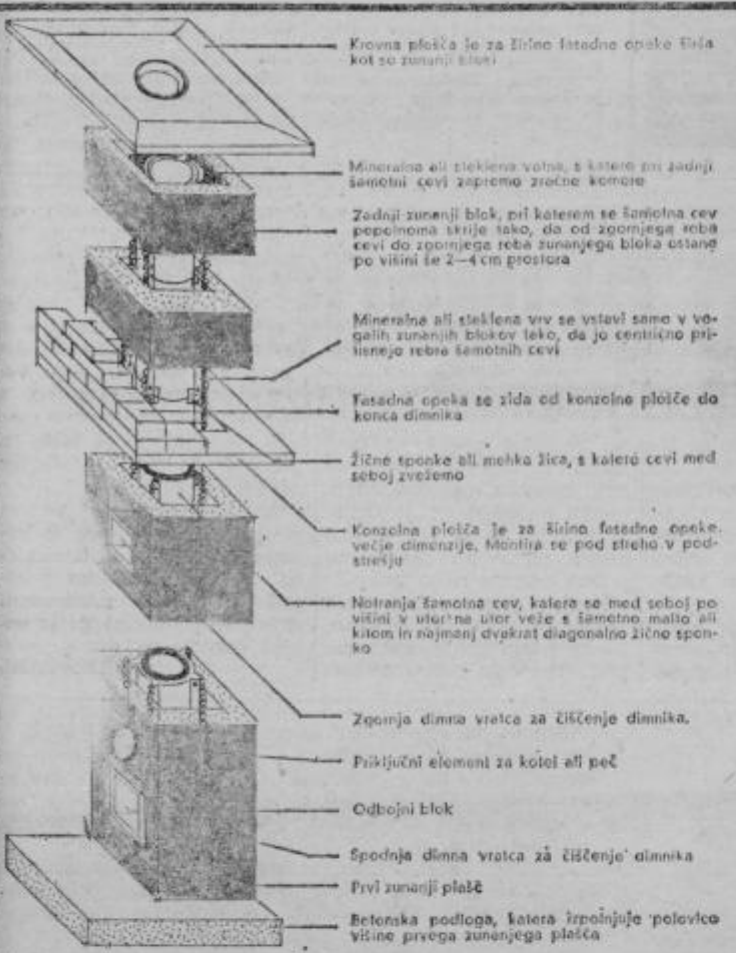 Krovna plošča je za širino fasadne opeke širša
kot so zunanji bloki
Mineralna ali steklena volna, s katero pri zadnji
šamotni cevi zapremo zračne komore
Zadnji zunanji blok, pri katerem se šamotna cev
popolnoma skrije tako, da od zgornjega roba
cevi do zgornjega roba zunanjega bloka ostane
po višini še 2—4 cm prostora
Mineralna ali steklena vrv se vstavi samo v vo-
galih zunanjih blokov tako, da jo centrično pri-
tisnejo rebra šamotnih cevi
Fasadna opeka se zida od konzolne plošče do
konca dimnika
Žične sponke ali mehka žica, s katero cevi med
seboj zvežemo
Konzolna plošča je za širino fasadne opeke
večje dimenzije. Montira se pod streho v pod-
strešju
Notranja šamotna cev, katera se med seboj po
višini v utor na utor veže s šamotno malto ali
kitom in najmanj dvakrat diagonalno žično spon-
ko
Zgornja dimna vratca za čiščenje dimnika.
Priključni element za kotel ali peč
Odbojni blok
Spodnja dimna vratca za čiščenje dimnika
Prvi zunanji plašč
Betonska podloga, katera izpolnjuje polovico
višine prvega zunanjega plašča